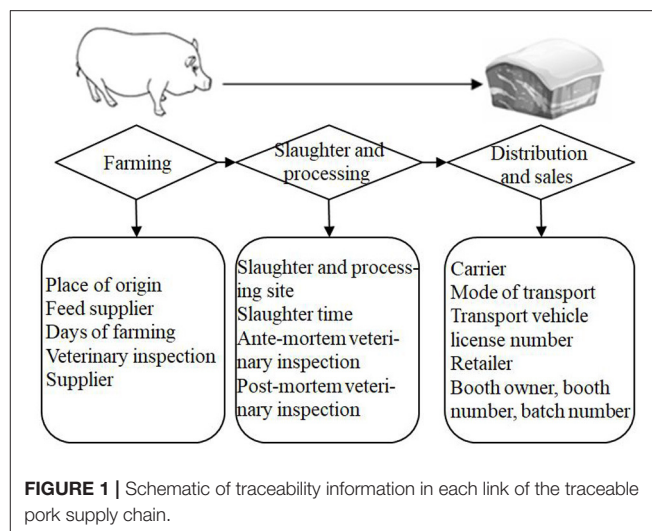 Farming
Slaughter and
processing
Distribution
and sales
Place of origin
Feed supplier
Days of farming
Veterinary inspection
Supplier
Slaughter and process-
ing site
Slaughter time
Ante-mortem veteri-
nary inspection
Post-mortem veteri-
nary inspection
Carrier
Mode of transport
Transport vehicle
license number
Retailer
Booth owner, booth
number, batch number
FIGURE 1 | Schematic of traceability information in each link of the traceable
pork supply chain.